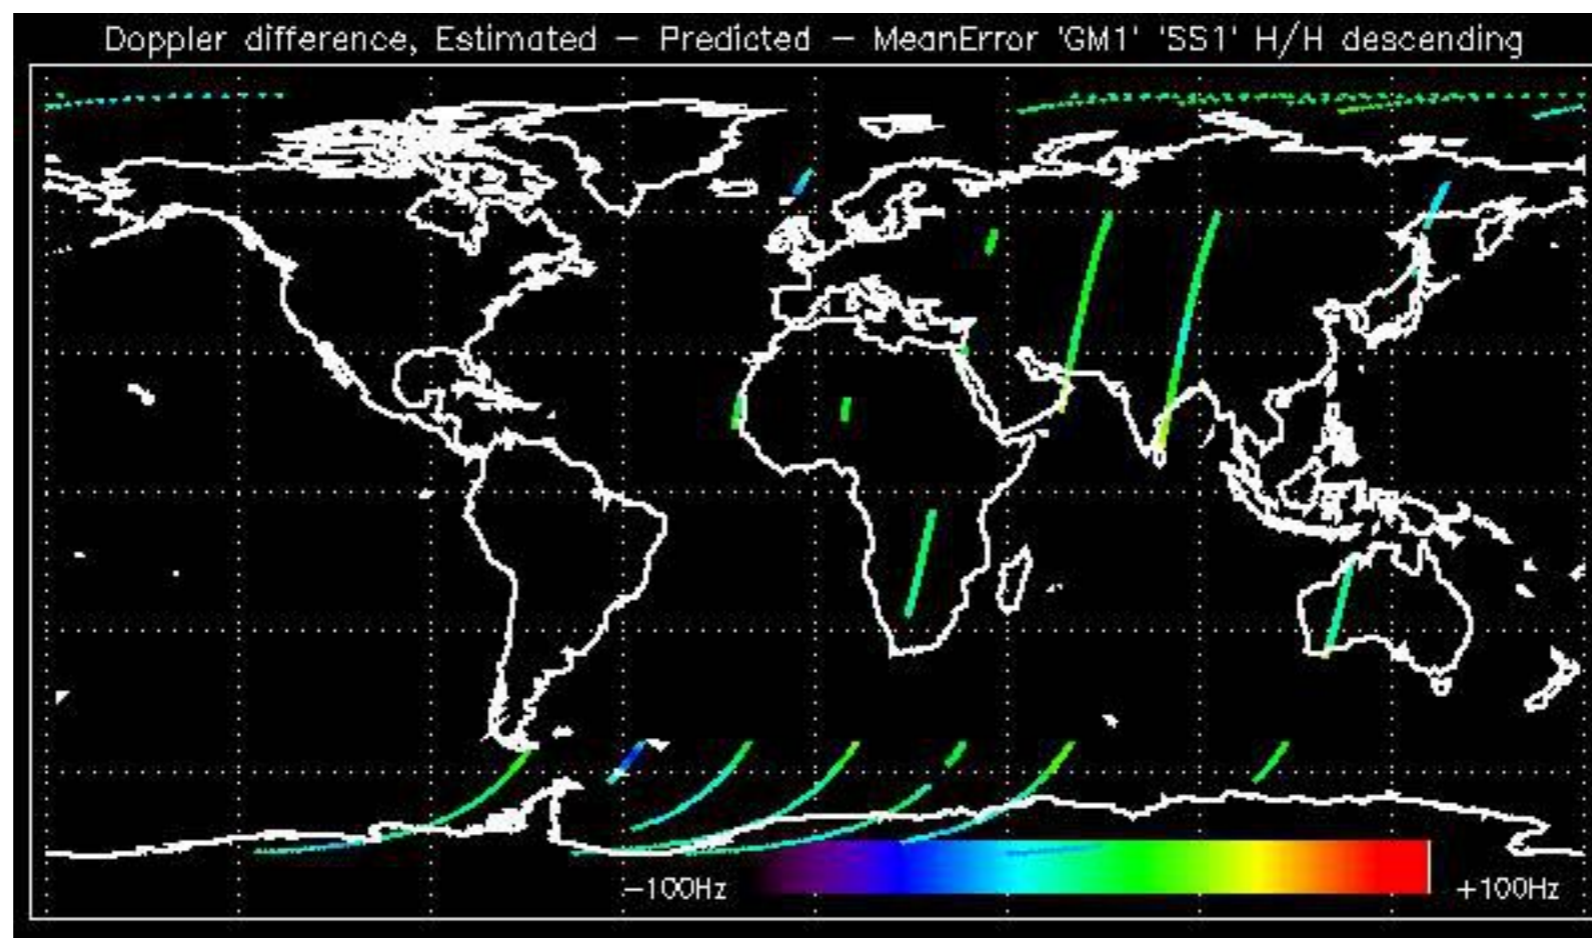 Doppler difference, Estimated − Predicted − MeanError 'GM1' 'SS1' H/H descending
−100Hz
+100Hz